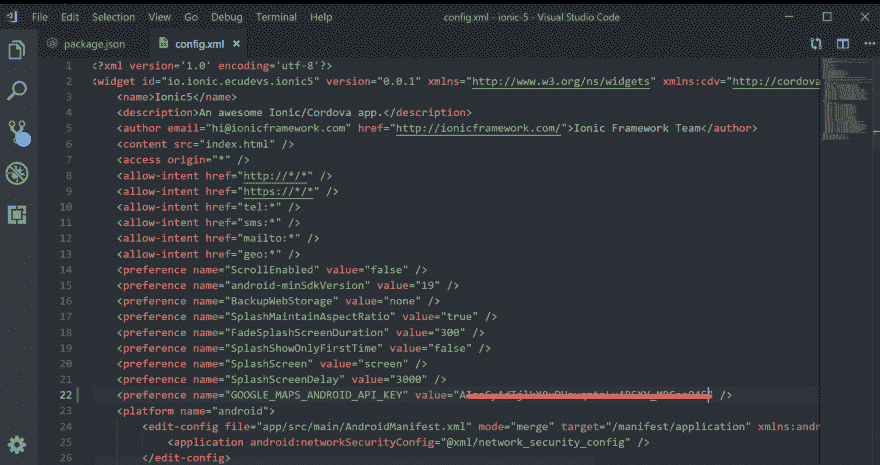 File Edit Selection View Go Debug Terminal Help config.xml - ionic-5 - Visual Studio Code
package.json config.xml ×
1 <?xml version='1.0' encoding='utf-8'?>
2 <widget id="io.ionic.ecudevs.ionic5" version="0.0.1" xmlns="http://www.w3.org/ns/widgets" xmlns:cdv="http://cordova
3 <name>Ionic5</name>
4 <description>An awesome Ionic/Cordova app.</description>
5 <author email="hi@ionicframework.com" href="http://ionicframework.com/">Ionic Framework Team</author>
6 <content src="index.html" />
7 <access origin="*" />
8 <allow-intent href="http://*/*" />
9 <allow-intent href="https://*/*" />
10 <allow-intent href="tel:*" />
11 <allow-intent href="sms:*" />
12 <allow-intent href="mailto:*" />
13 <allow-intent href="geo:*" />
14 <preference name="ScrollEnabled" value="false" />
15 <preference name="android-minSdkVersion" value="19" />
16 <preference name="BackupWebStorage" value="none" />
17 <preference name="SplashMaintainAspectRatio" value="true" />
18 <preference name="FadeSplashScreenDuration" value="300" />
19 <preference name="SplashShowOnlyFirstTime" value="false" />
20 <preference name="SplashScreen" value="screen" />
21 <preference name="SplashScreenDelay" value="3000" />
22 <preference name="GOOGLE_MAPS_ANDROID_API_KEY" value=" />
23 <platform name="android">
24 <edit-config file="app/src/main/AndroidManifest.xml" mode="merge" target="/manifest/application" xmlns:andr
25 <application android:networkSecurityConfig="@xml/network_security_config" />
26 </edit-config>